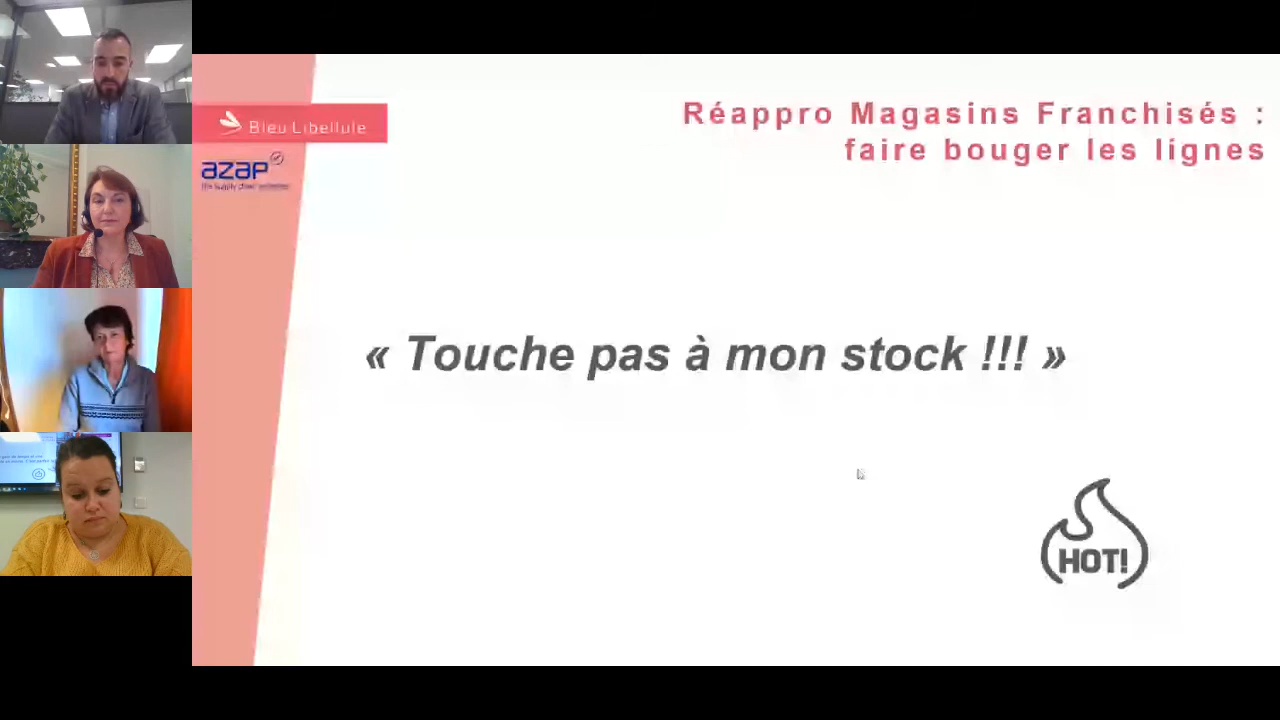 Bleu Libellule
azap
Réappro Magasins Franchisés :
faire bouger les lignes
« Touche pas à mon stock !!! »
HOT!